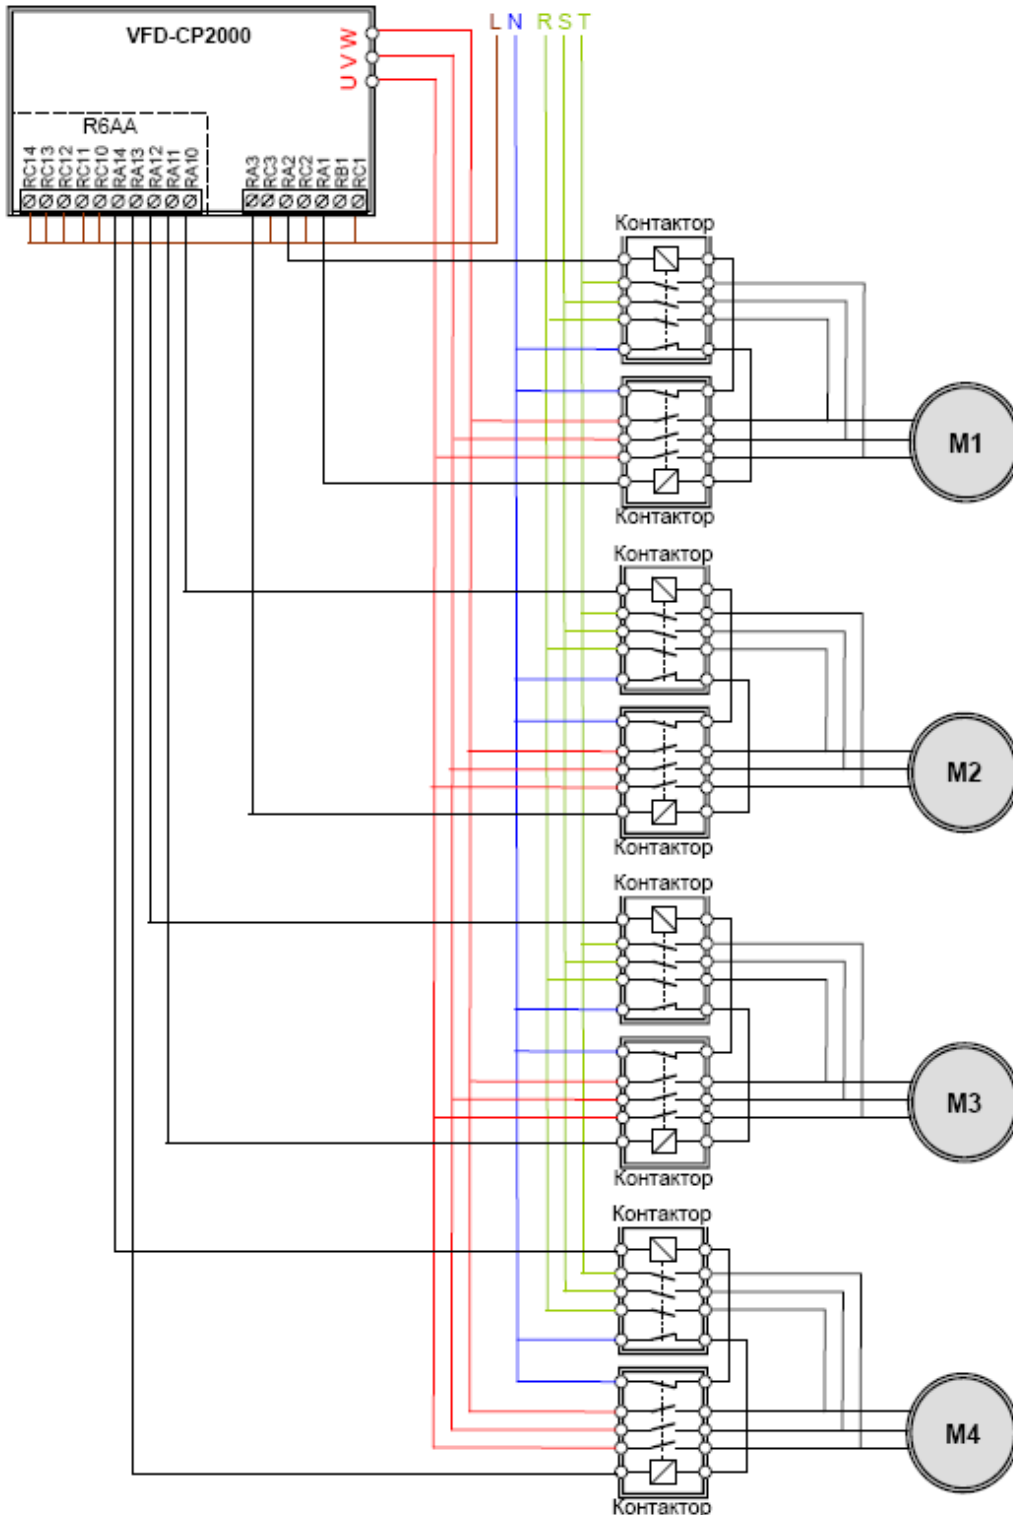 VFD-CP2000
W
V
U
L N R S T
R6AA
RC14
RC13
RC12
RC11
RC10
RA14
RA13
RA12
RA11
RA10
RA3
RC3
RA2
RC2
RA1
RB1
RC1
Контактор
M1
Контактор
Контактор
M2
Контактор
Контактор
M3
Контактор
Контактор
M4
Контактор